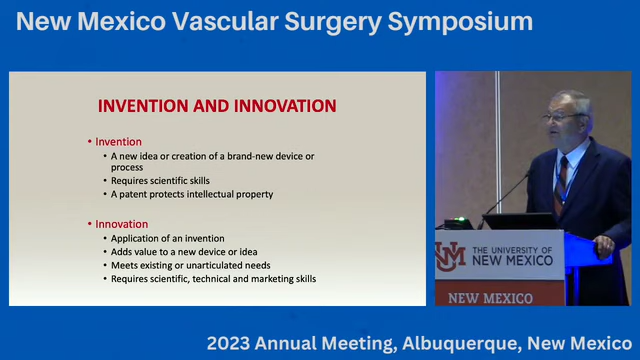 New Mexico Vascular Surgery Symposium
INVENTION AND INNOVATION
• Invention
• A new idea or creation of a brand-new device or
process
• Requires scientific skills
• A patent protects intellectual property
• Innovation
• Application of an invention
• Adds value to a new device or idea
• Meets existing or unarticulated needs
• Requires scientific, technical and marketing skills
THE UNIVERSITY OF
NEW MEXICO
NEW MEXICO
2023 Annual Meeting, Albuquerque, New Mexico